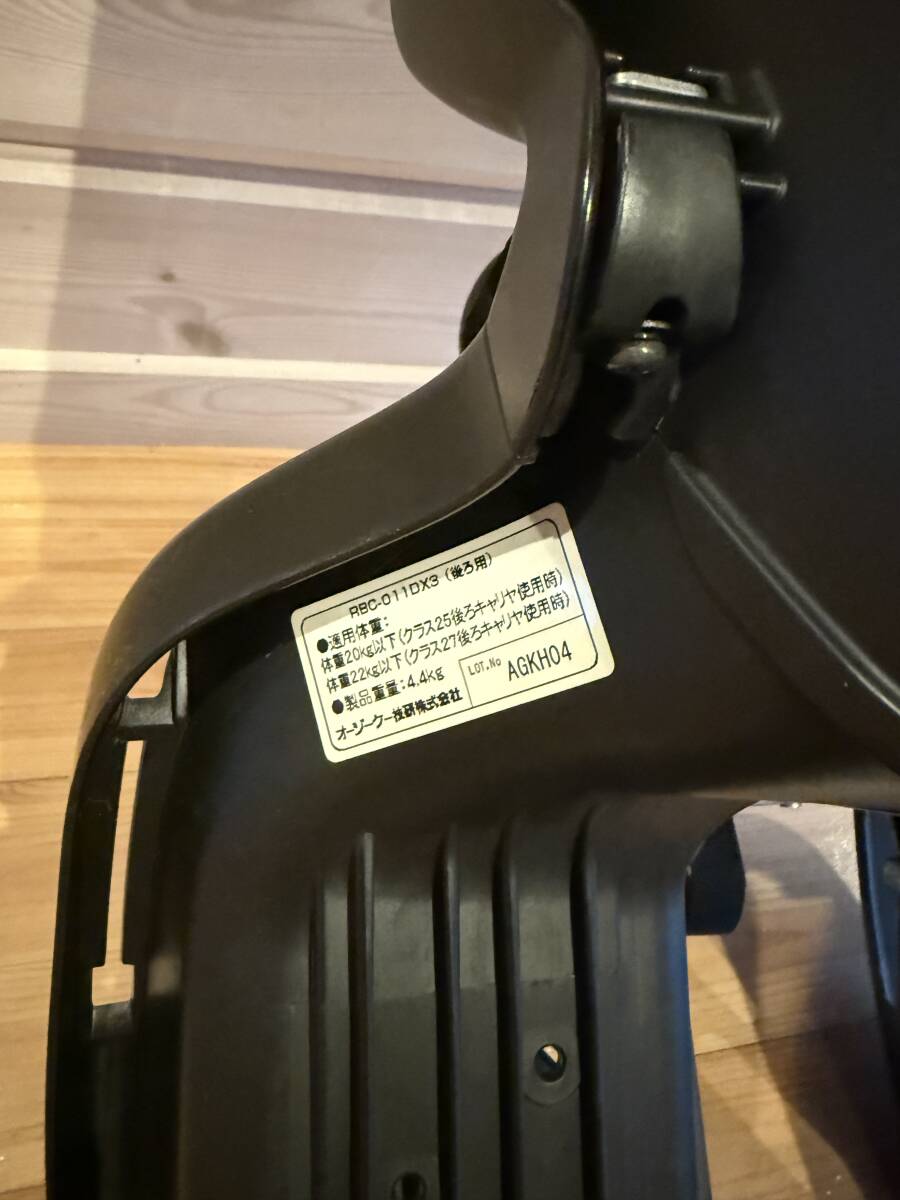 RBC-011DX3 (後ろ用)
●適用体重:
体重20kg以下(クラス25後ろキャリヤ使用時)
体重22kg以下(クラス27後ろキャリヤ使用時)
●製品重量:4.4kg
LOT.No AGKH04
オージーケー技研株式会社